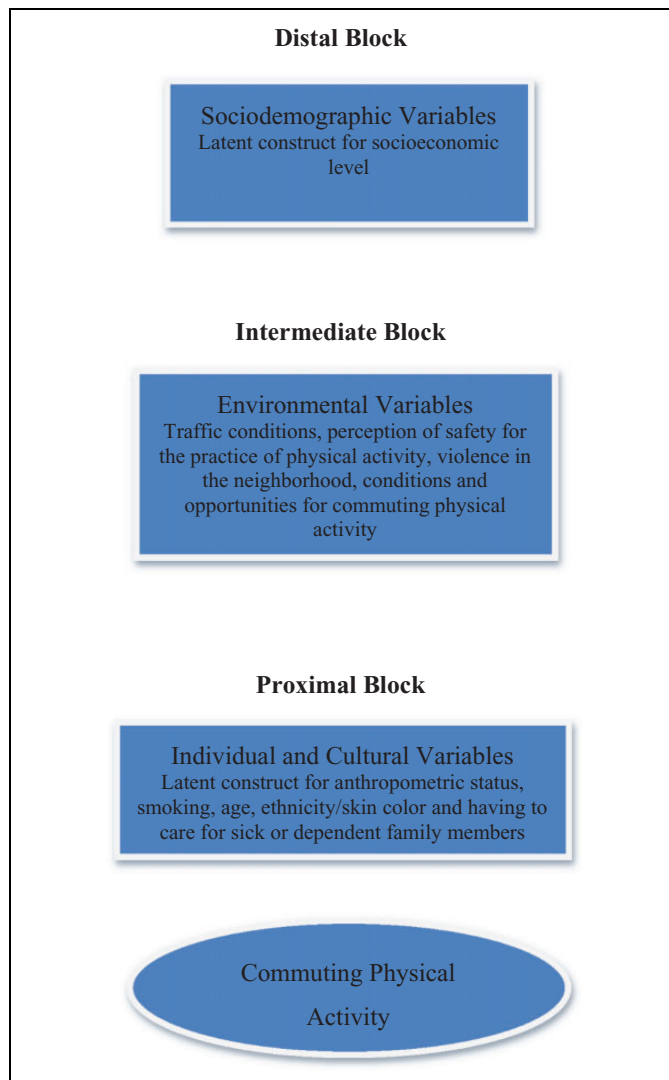 Distal Block
Sociodemographic Variables
Latent construct for socioeconomic
level
Intermediate Block
Environmental Variables
Traffic conditions, perception of safety for
the practice of physical activity, violence in
the neighborhood, conditions and
opportunities for commuting physical
activity
Proximal Block
Individual and Cultural Variables
Latent construct for anthropometric status,
smoking, age, ethnicity/skin color and having to
care for sick or dependent family members
Commuting Physical
Activity